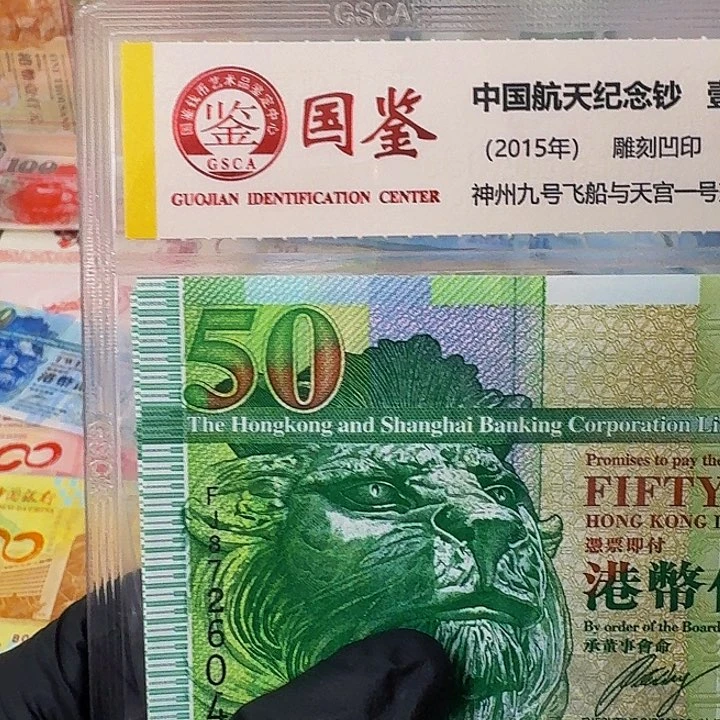 GSCA
国鉴钱币艺术品鉴定中心
鉴
GSCA
国鉴
GUOJIAN IDENTIFICATION CENTER
中国航天纪念钞
(2015年) 雕刻凹印
神州九号飞船与天宫一号
100
50
The Hongkong and Shanghai Banking Corporation Li
Promises to pay the
FIFTY
HONG KONG
憑票即付
港幣
By order of the Board
承董事會命
FJ872604